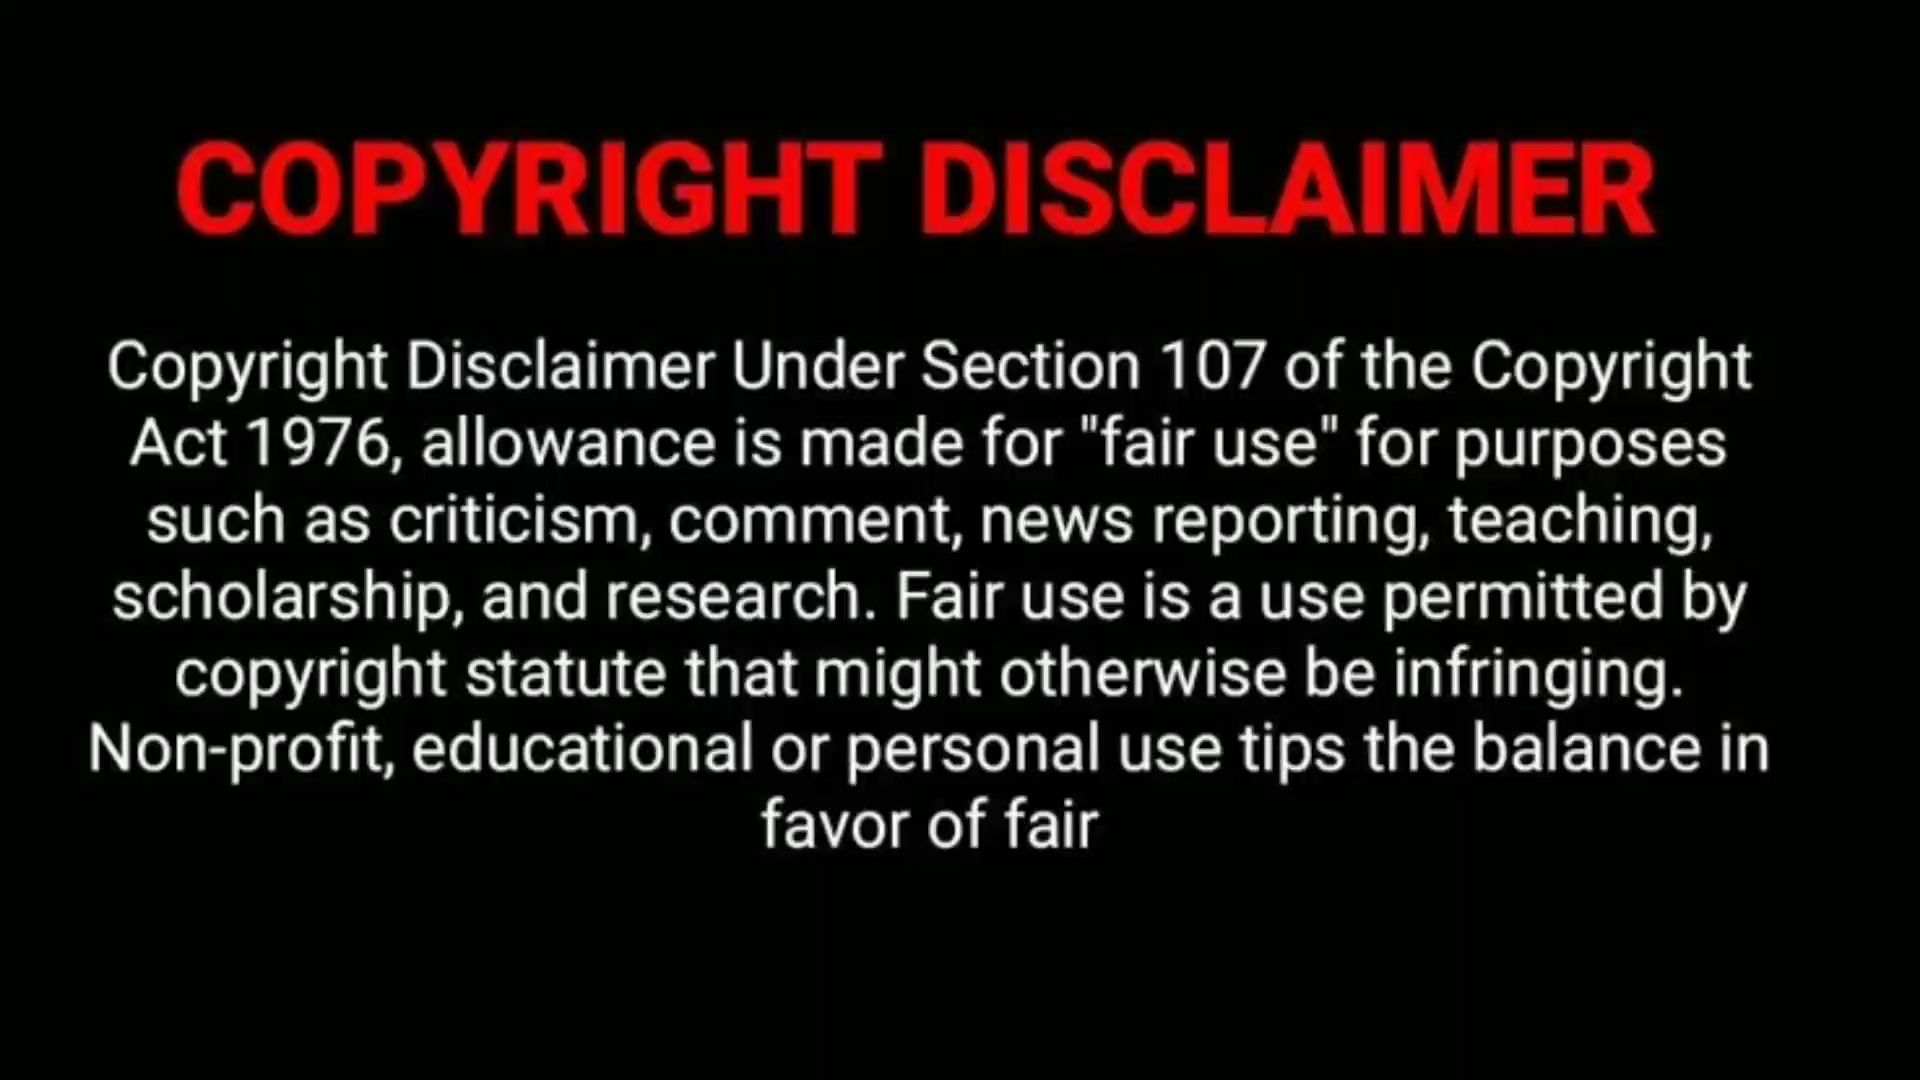 COPYRIGHT DISCLAIMER
Copyright Disclaimer Under Section 107 of the Copyright
Act 1976, allowance is made for "fair use" for purposes
such as criticism, comment, news reporting, teaching,
scholarship, and research. Fair use is a use permitted by
copyright statute that might otherwise be infringing.
Non-profit, educational or personal use tips the balance in
favor of fair